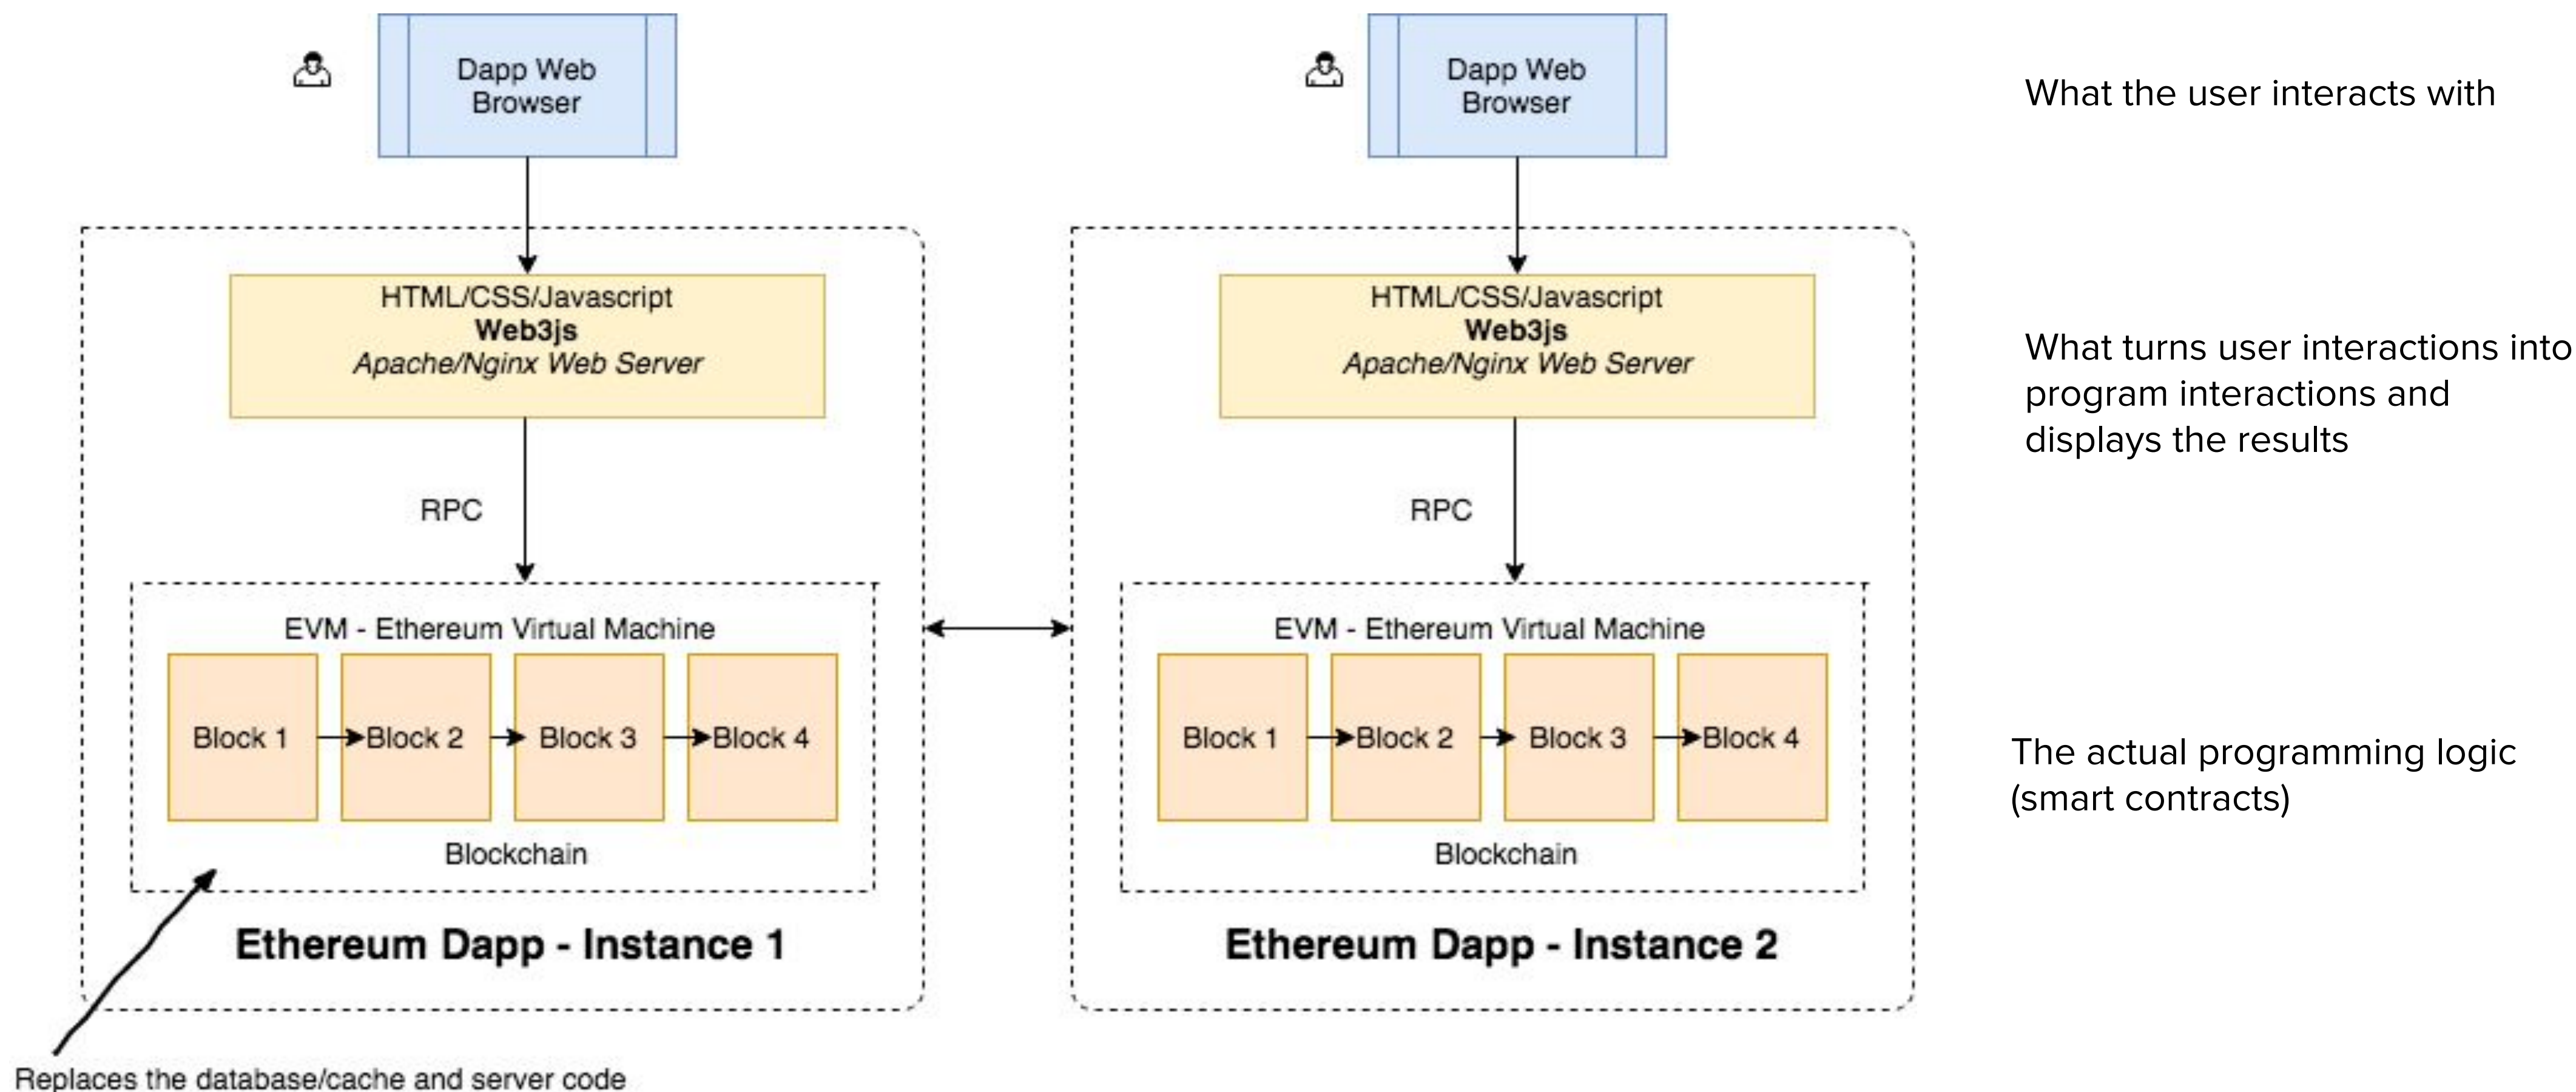 Dapp Web
Browser
Dapp Web
Browser
What the user interacts with
HTML/CSS/Javascript
Web3js
Apache/Nginx Web Server
HTML/CSS/Javascript
Web3js
Apache/Nginx Web Server
What turns user interactions into
program interactions and
displays the results
RPC
RPC
EVM - Ethereum Virtual Machine
Block 1
Block 2
Block 3
Block 4
Blockchain
Ethereum Dapp - Instance 1
EVM - Ethereum Virtual Machine
Block 1
Block 2
Block 3
Block 4
Blockchain
Ethereum Dapp - Instance 2
The actual programming logic
(smart contracts)
Replaces the database/cache and server code